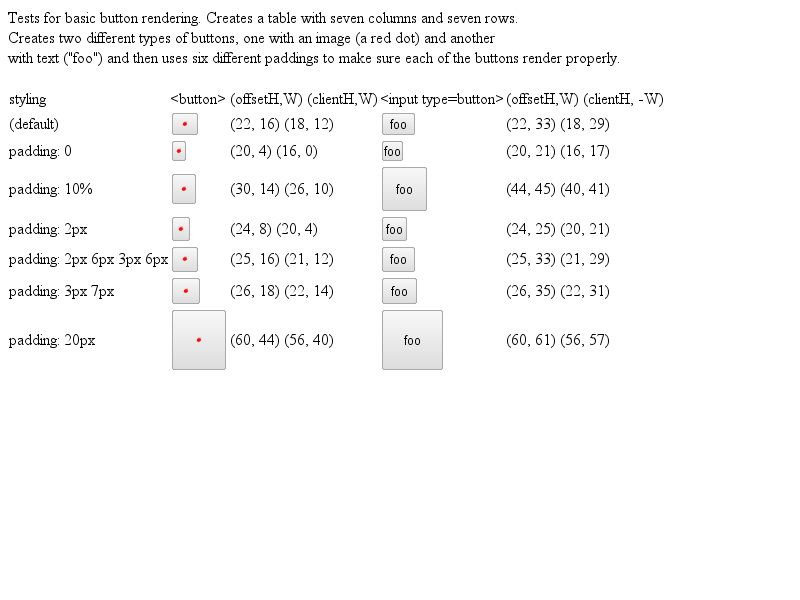 Tests for basic button rendering. Creates a table with seven columns and seven rows.
Creates two different types of buttons, one with an image (a red dot) and another
with text ("foo") and then uses six different paddings to make sure each of the buttons render properly.
styling <button> (offsetH,W) (clientH,W) <input type=button> (offsetH,W) (clientH, -W)
(default) (22, 16) (18, 12) foo (22, 33) (18, 29)
padding: 0 (20, 4) (16, 0) foo (20, 21) (16, 17)
padding: 10% (30, 14) (26, 10) foo (44, 45) (40, 41)
padding: 2px (24, 8) (20, 4) foo (24, 25) (20, 21)
padding: 2px 6px 3px 6px (25, 16) (21, 12) foo (25, 33) (21, 29)
padding: 3px 7px (26, 18) (22, 14) foo (26, 35) (22, 31)
padding: 20px (60, 44) (56, 40) foo (60, 61) (56, 57)